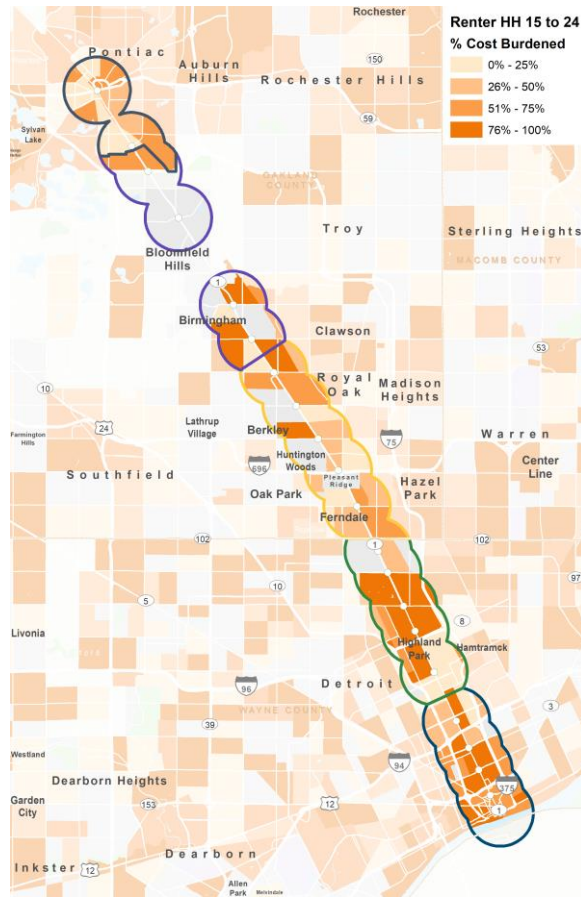 Renter HH 15 to 24
% Cost Burdened
0% - 25%
26% - 50%
51% - 75%
76% - 100%
Rochester
Pontiac
Auburn
Hills
150
Rochester Hills
59
Sylvan
Lake
OAKLAND
COUNTY
Troy
Sterling Heights
MACOMB COUNTY
Bloomfield
Hills
1
Birmingham
Clawson
53
Royal
Oak
Madison
Heights
10
24
Lathrup
Village
Berkley
75
Warren
Farmington
Hills
Huntington
Woods
696
Center
Line
Southfield
Pleasant
Ridge
Oak Park
Hazel
Park
Ferndale
102
1
102
10
97
5
8
Livonia
Highland
Park
Hamtramck
Detroit
96
WAYNE COUNTY
3
39
Westland
94
Dearborn Heights
375
Garden
City
153
12
1
Dearborn
Inkster
12
Allen
Park
Melvindale